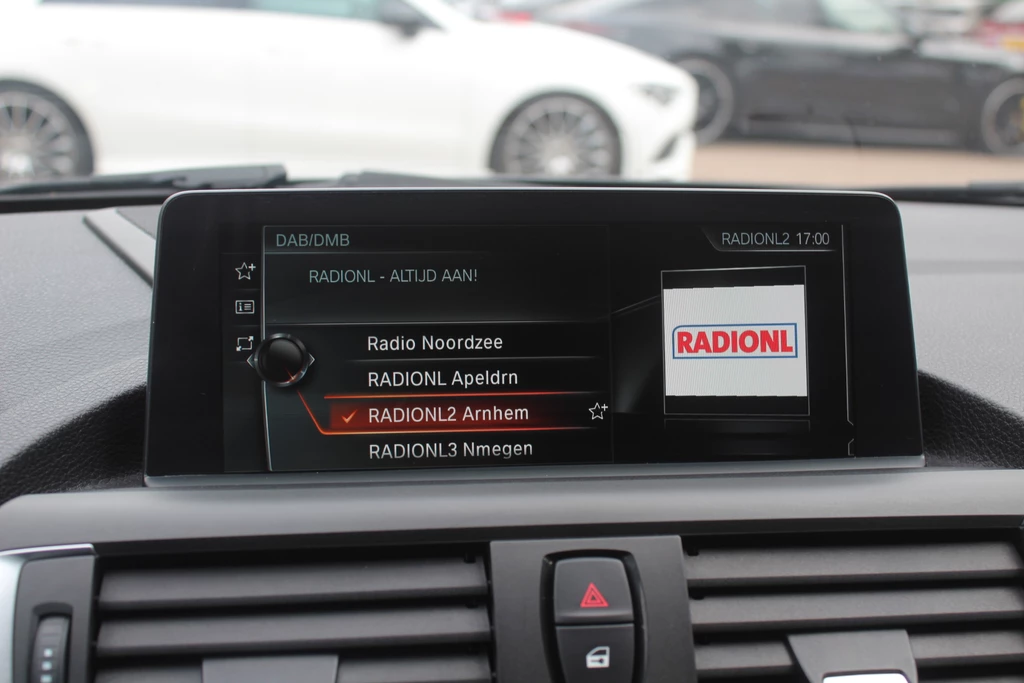 DAB/DMB
RADIONL2 17:00
RADIONL - ALTIJD AAN!
Radio Noordzee
RADIONL Apeldrn
RADIONL2 Arnhem
RADIONL3 Nmegen
RADIONL